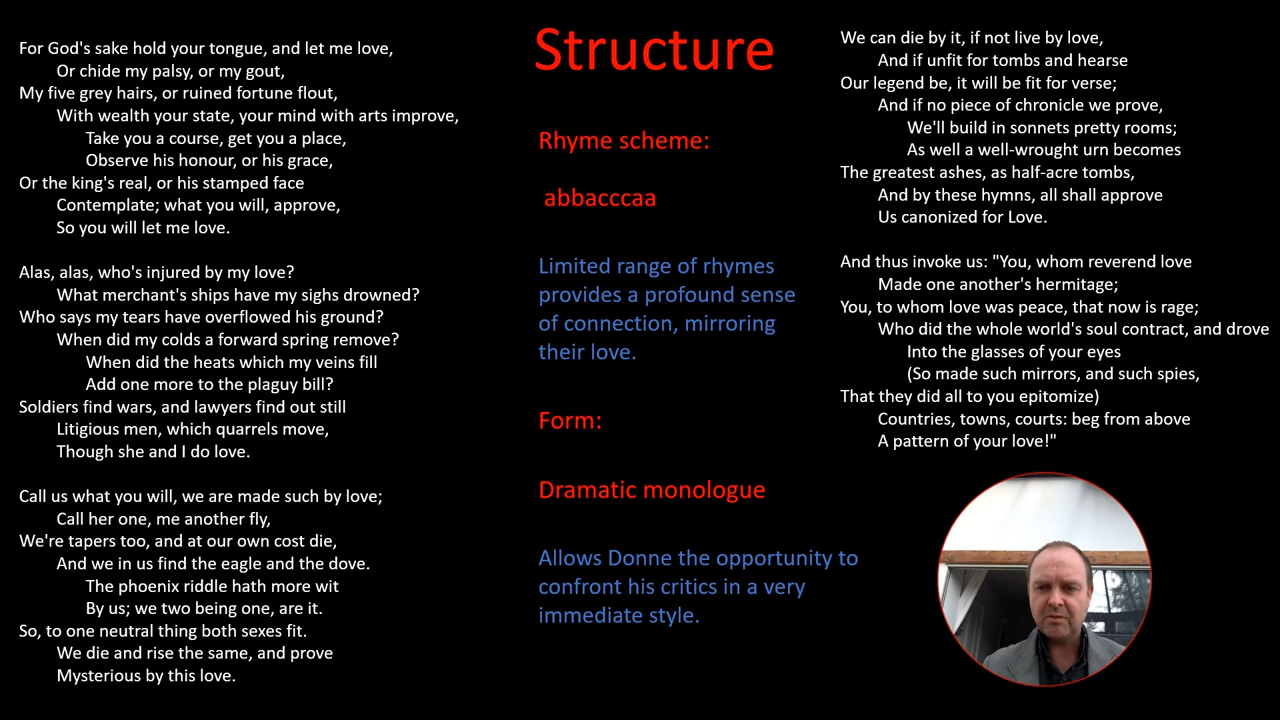 For God's sake hold your tongue, and let me love,
Or chide my palsy, or my gout,
My five grey hairs, or ruined fortune flout,
With wealth your state, your mind with arts improve,
Take you a course, get you a place,
Observe his honour, or his grace,
Or the king's real, or his stamped face
Contemplate; what you will, approve,
So you will let me love.
Alas, alas, who's injured by my love?
What merchant's ships have my sighs drowned?
Who says my tears have overflowed his ground?
When did my colds a forward spring remove?
When did the heats which my veins fill
Add one more to the plaguy bill?
Soldiers find wars, and lawyers find out still
Litigious men, which quarrels move,
Though she and I do love.
Call us what you will, we are made such by love;
Call her one, me another fly,
We're tapers too, and at our own cost die,
And we in us find the eagle and the dove.
The phoenix riddle hath more wit
By us; we two being one, are it.
So, to one neutral thing both sexes fit.
We die and rise the same, and prove
Mysterious by this love.
Structure
Rhyme scheme:
abbacccaa
Limited range of rhymes
provides a profound sense
of connection, mirroring
their love.
Form:
Dramatic monologue
Allows Donne the opportunity to
confront his critics in a very
immediate style.
We can die by it, if not live by love,
And if unfit for tombs and hearse
Our legend be, it will be fit for verse;
And if no piece of chronicle we prove,
We'll build in sonnets pretty rooms;
As well a well-wrought urn becomes
The greatest ashes, as half-acre tombs,
And by these hymns, all shall approve
Us canonized for Love.
And thus invoke us: "You, whom reverend love
Made one another's hermitage;
You, to whom love was peace, that now is rage;
Who did the whole world's soul contract, and drove
Into the glasses of your eyes
(So made such mirrors, and such spies,
That they did all to you epitomize)
Countries, towns, courts: beg from above
A pattern of your love!"